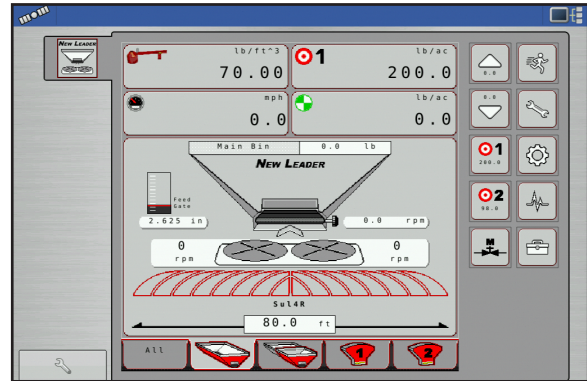 NEW LEADER
lb/ft^3
70.00
1
lb/ac
200.0
mph
0.0
lb/ac
0.0
0.0
0.0
1
200.0
2
90.0
M
Main Bin 0.0 lb
NEW LEADER
Feed
Gate
2.625 in
0.0 rpm
0
rpm
0
rpm
Sul4R
80.0 ft
All
1
2